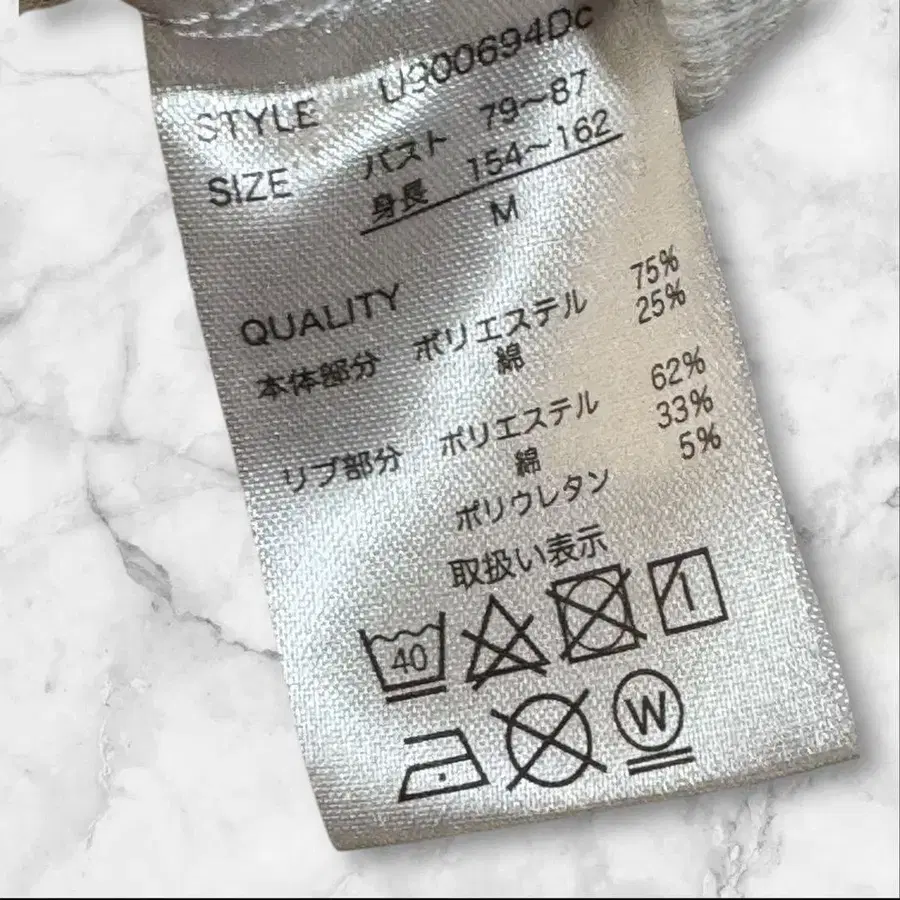 STYLE U900694Dc
SIZE バスト 79~87
身長 154~162
M
QUALITY
本体部分 ポリエステル 75%
綿 25%
リブ部分 ポリエステル 62%
綿 33%
ポリウレタン 5%
取扱い表示
40
W